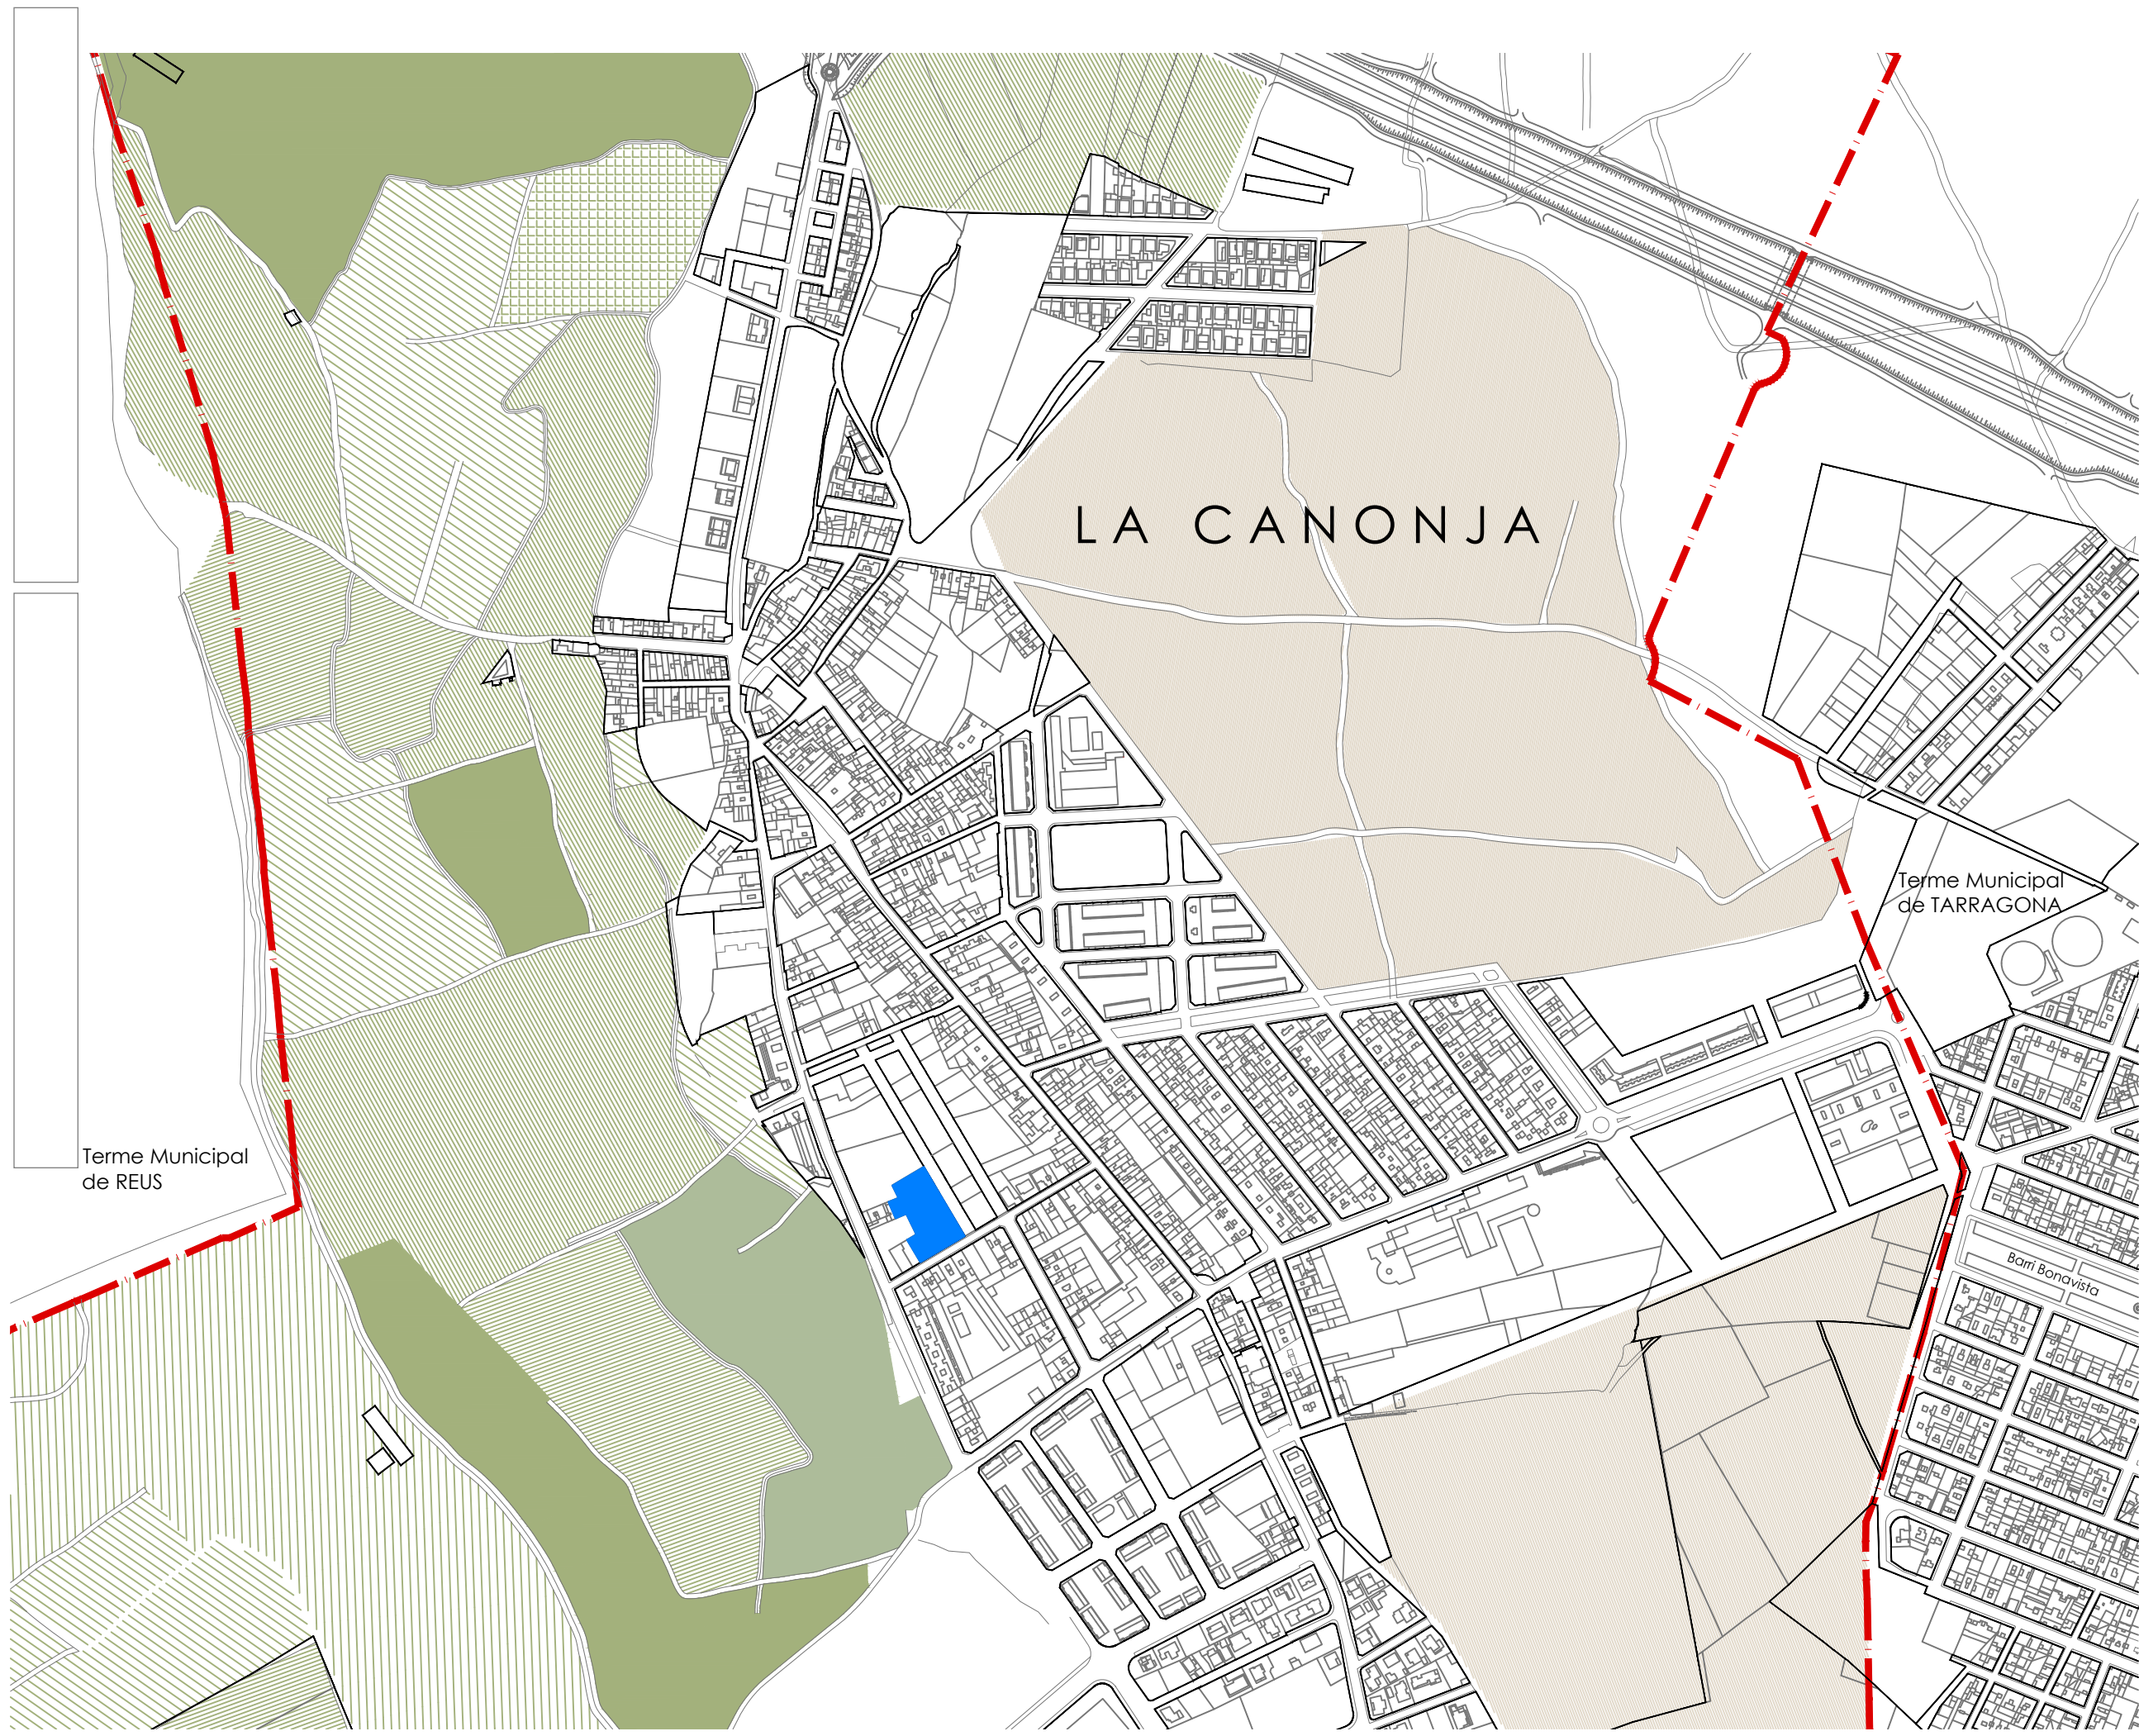 LA CANONJA
Terme Municipal
de TARRAGONA
Terme Municipal
de REUS
Barri Bonavista